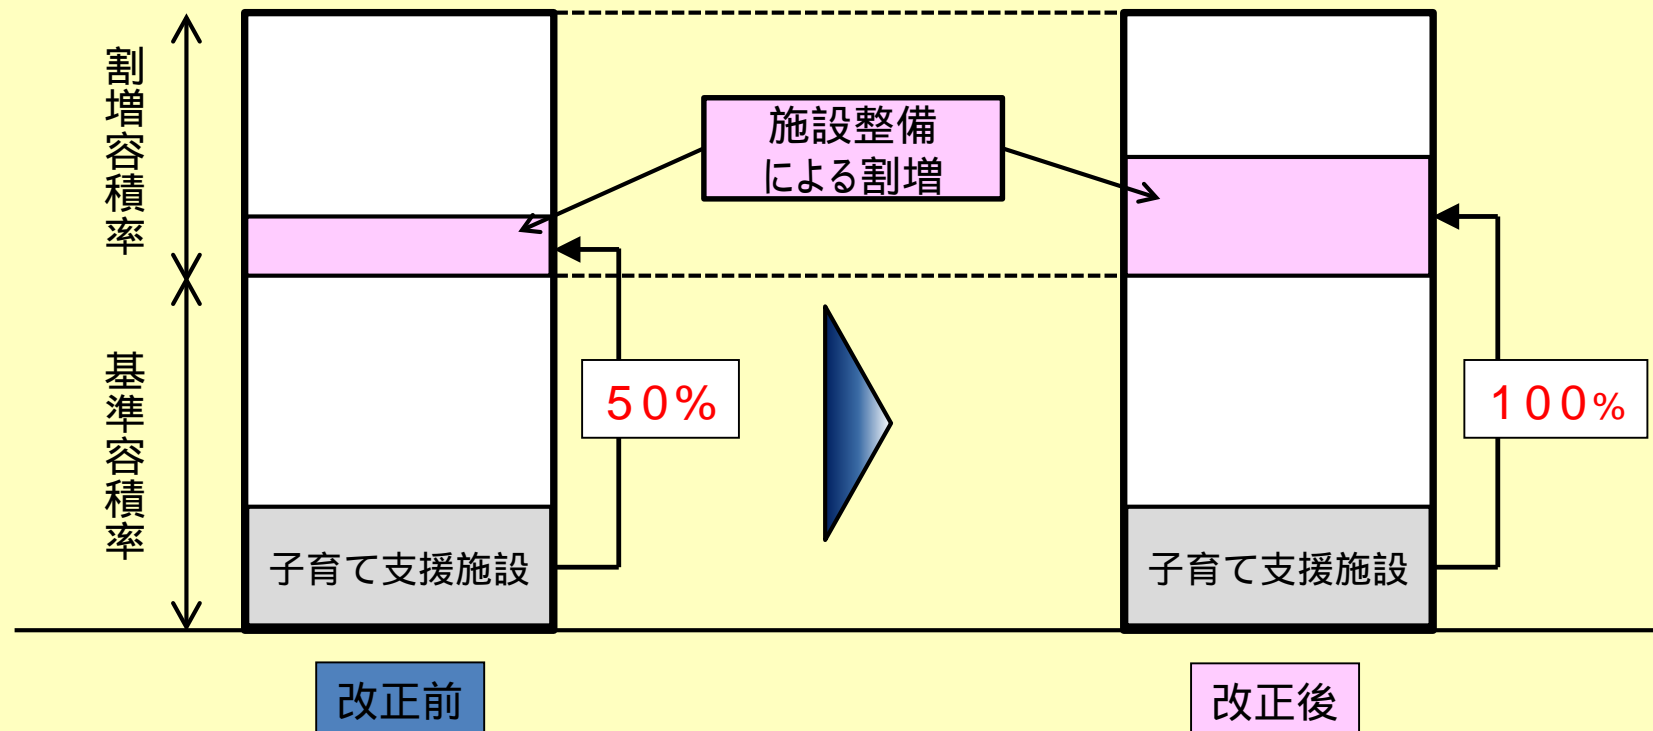 割増容積率
基準容積率
施設整備
による割増
50%
100%
子育て支援施設
子育て支援施設
改正前
改正後